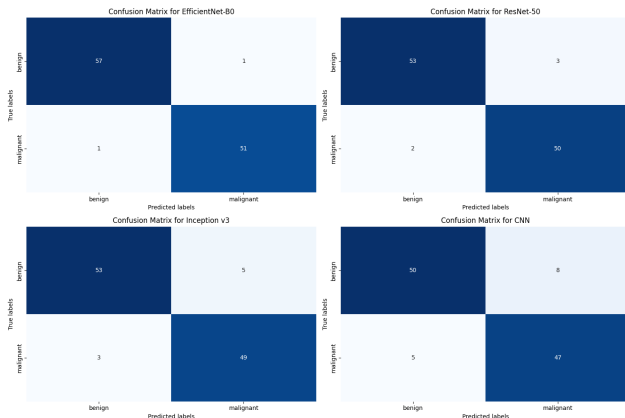 Confusion Matrix for EfficientNet-B0
benign
57
1
True labels
malignant
1
51
benign
malignant
Predicted labels
Confusion Matrix for ResNet-50
benign
53
3
True labels
malignant
2
50
benign
malignant
Predicted labels
Confusion Matrix for Inception v3
benign
53
5
True labels
malignant
3
49
benign
malignant
Predicted labels
Confusion Matrix for CNN
benign
50
8
True labels
malignant
5
47
benign
malignant
Predicted labels